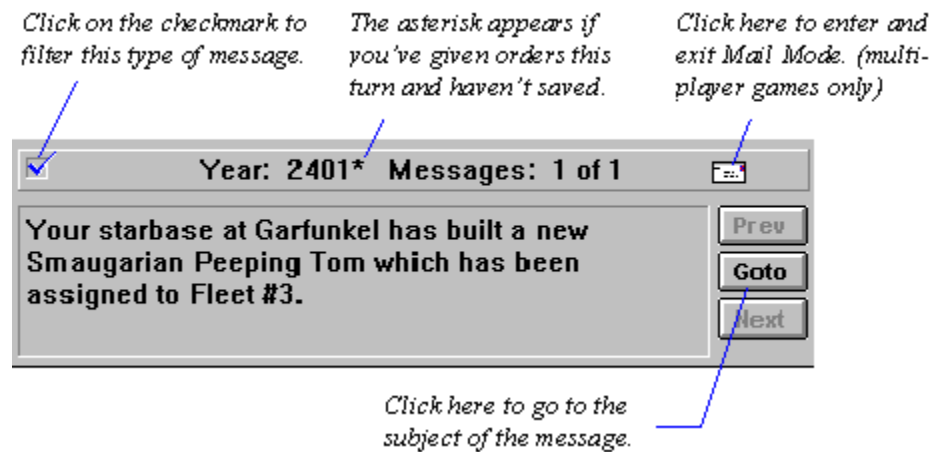 Click on the checkmark to
filter this type of message.
The asterisk appears if
you've given orders this
turn and haven't saved.
Click here to enter and
exit Mail Mode. (multi-
player games only)
Year: 2401* Messages: 1 of 1
Your starbase at Garfunkel has built a new
Smaugarian Peeping Tom which has been
assigned to Fleet #3.
Prev
Goto
Next
Click here to go to the
subject of the message.